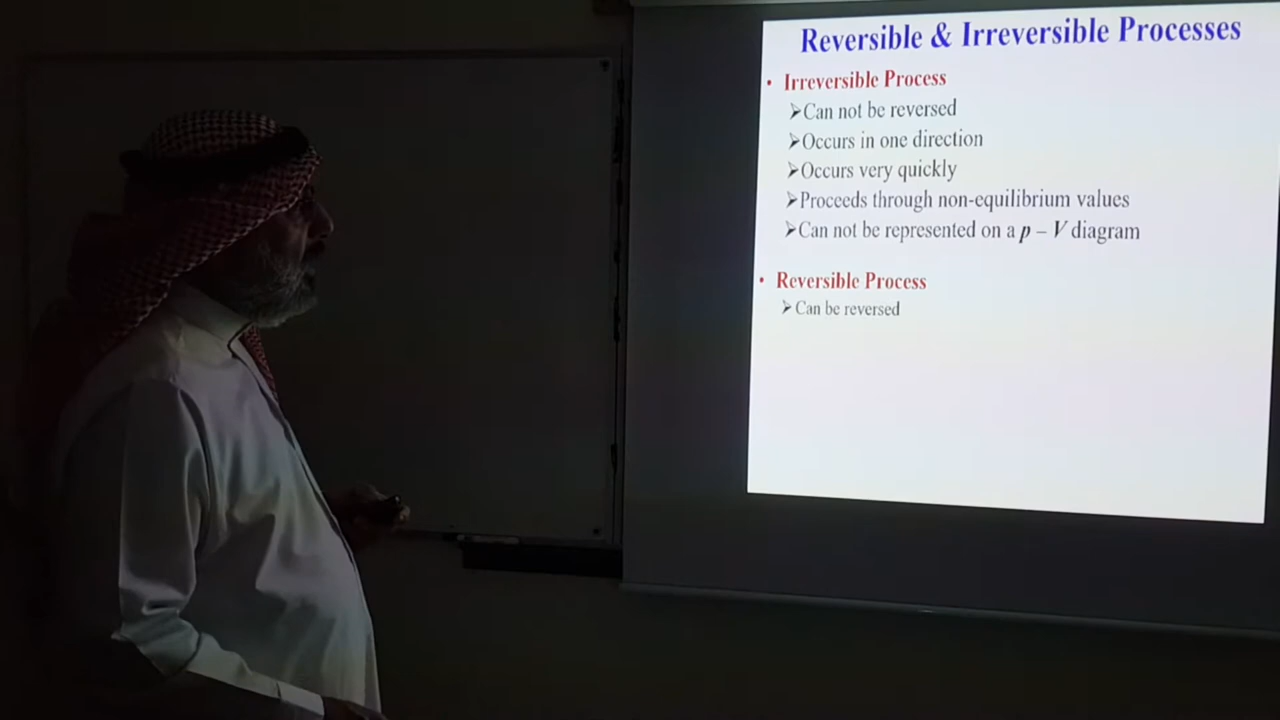 Reversible & Irreversible Processes
• Irreversible Process
➢Can not be reversed
➢Occurs in one direction
➢Occurs very quickly
➢Proceeds through non-equilibrium values
➢Can not be represented on a p – V diagram
• Reversible Process
➢Can be reversed